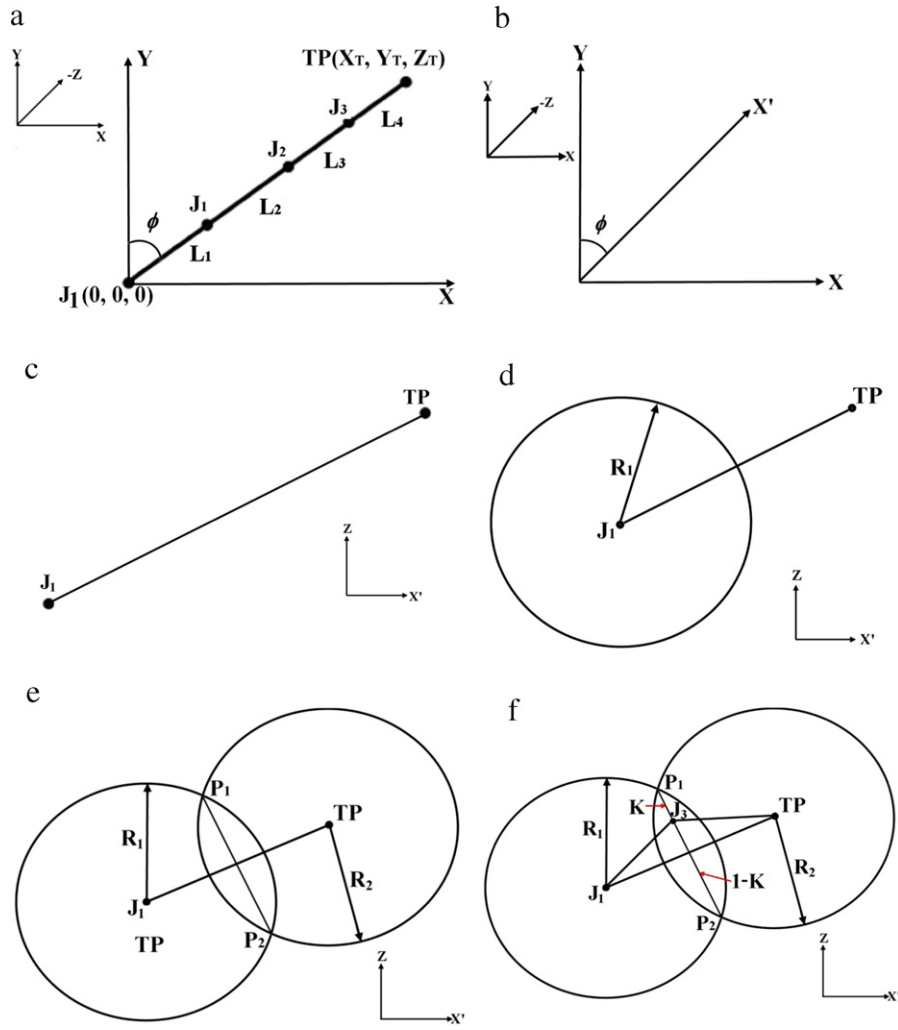 a
Y
-Z
X
Y
TP(XT, YT, ZT)
J3
L4
J2
L3
J1
L2
ϕ
L1
J1(0, 0, 0)
X
b
Y
-Z
X
Y
X'
ϕ
X
c
TP
J1
Z
X'
d
TP
R1
J1
Z
X'
e
P1
TP
R1
R2
J1
TP
P2
Z
X'
f
P1
K
J3
TP
R1
R2
J1
1-K
P2
Z
X'